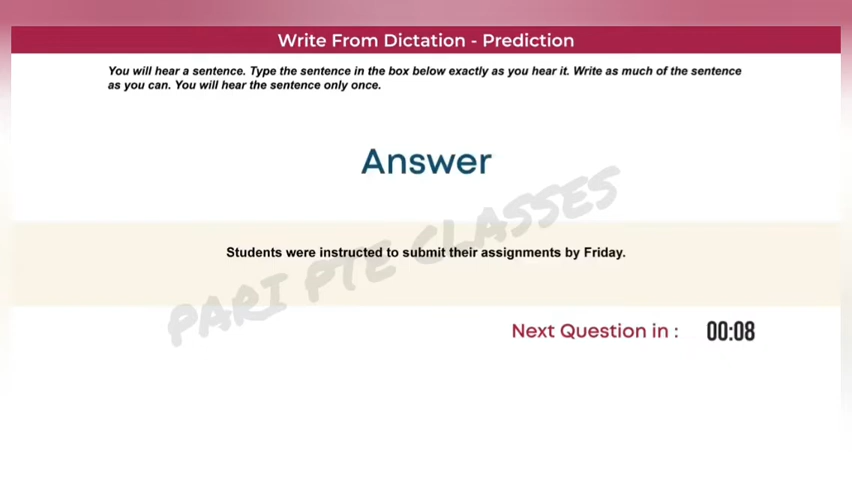 Write From Dictation - Prediction
You will hear a sentence. Type the sentence in the box below exactly as you hear it. Write as much of the sentence
as you can. You will hear the sentence only once.
Answer
Students were instructed to submit their assignments by Friday.
PARI PTE CLASSES
Next Question in : 00:08